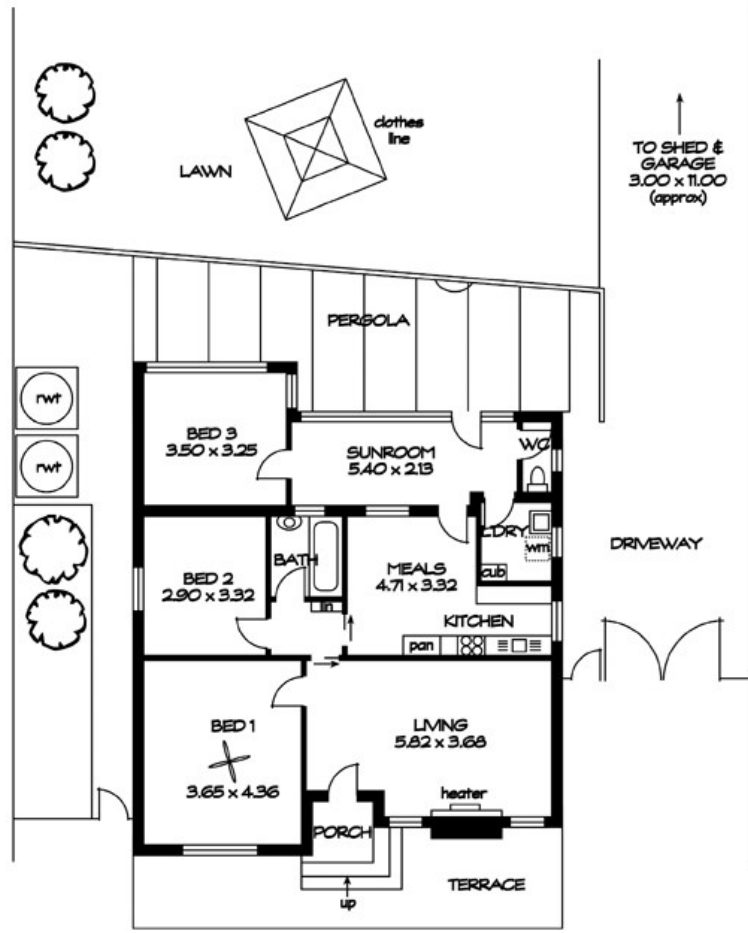 clothes
line
LAWN
TO SHED &
GARAGE
3.00 x 11.00
(approx)
PERGOLA
rwt
BED 3
3.50 x 3.25
SUNROOM
5.40 x 2.13
WC
rwt
L'DRY
wm
DRIVEWAY
BATH
BED 2
2.90 x 3.32
MEALS
4.71 x 3.32
cub
lin
KITCHEN
pan
BED 1
3.65 x 4.36
LIVING
5.82 x 3.68
heater
PORCH
TERRACE
up